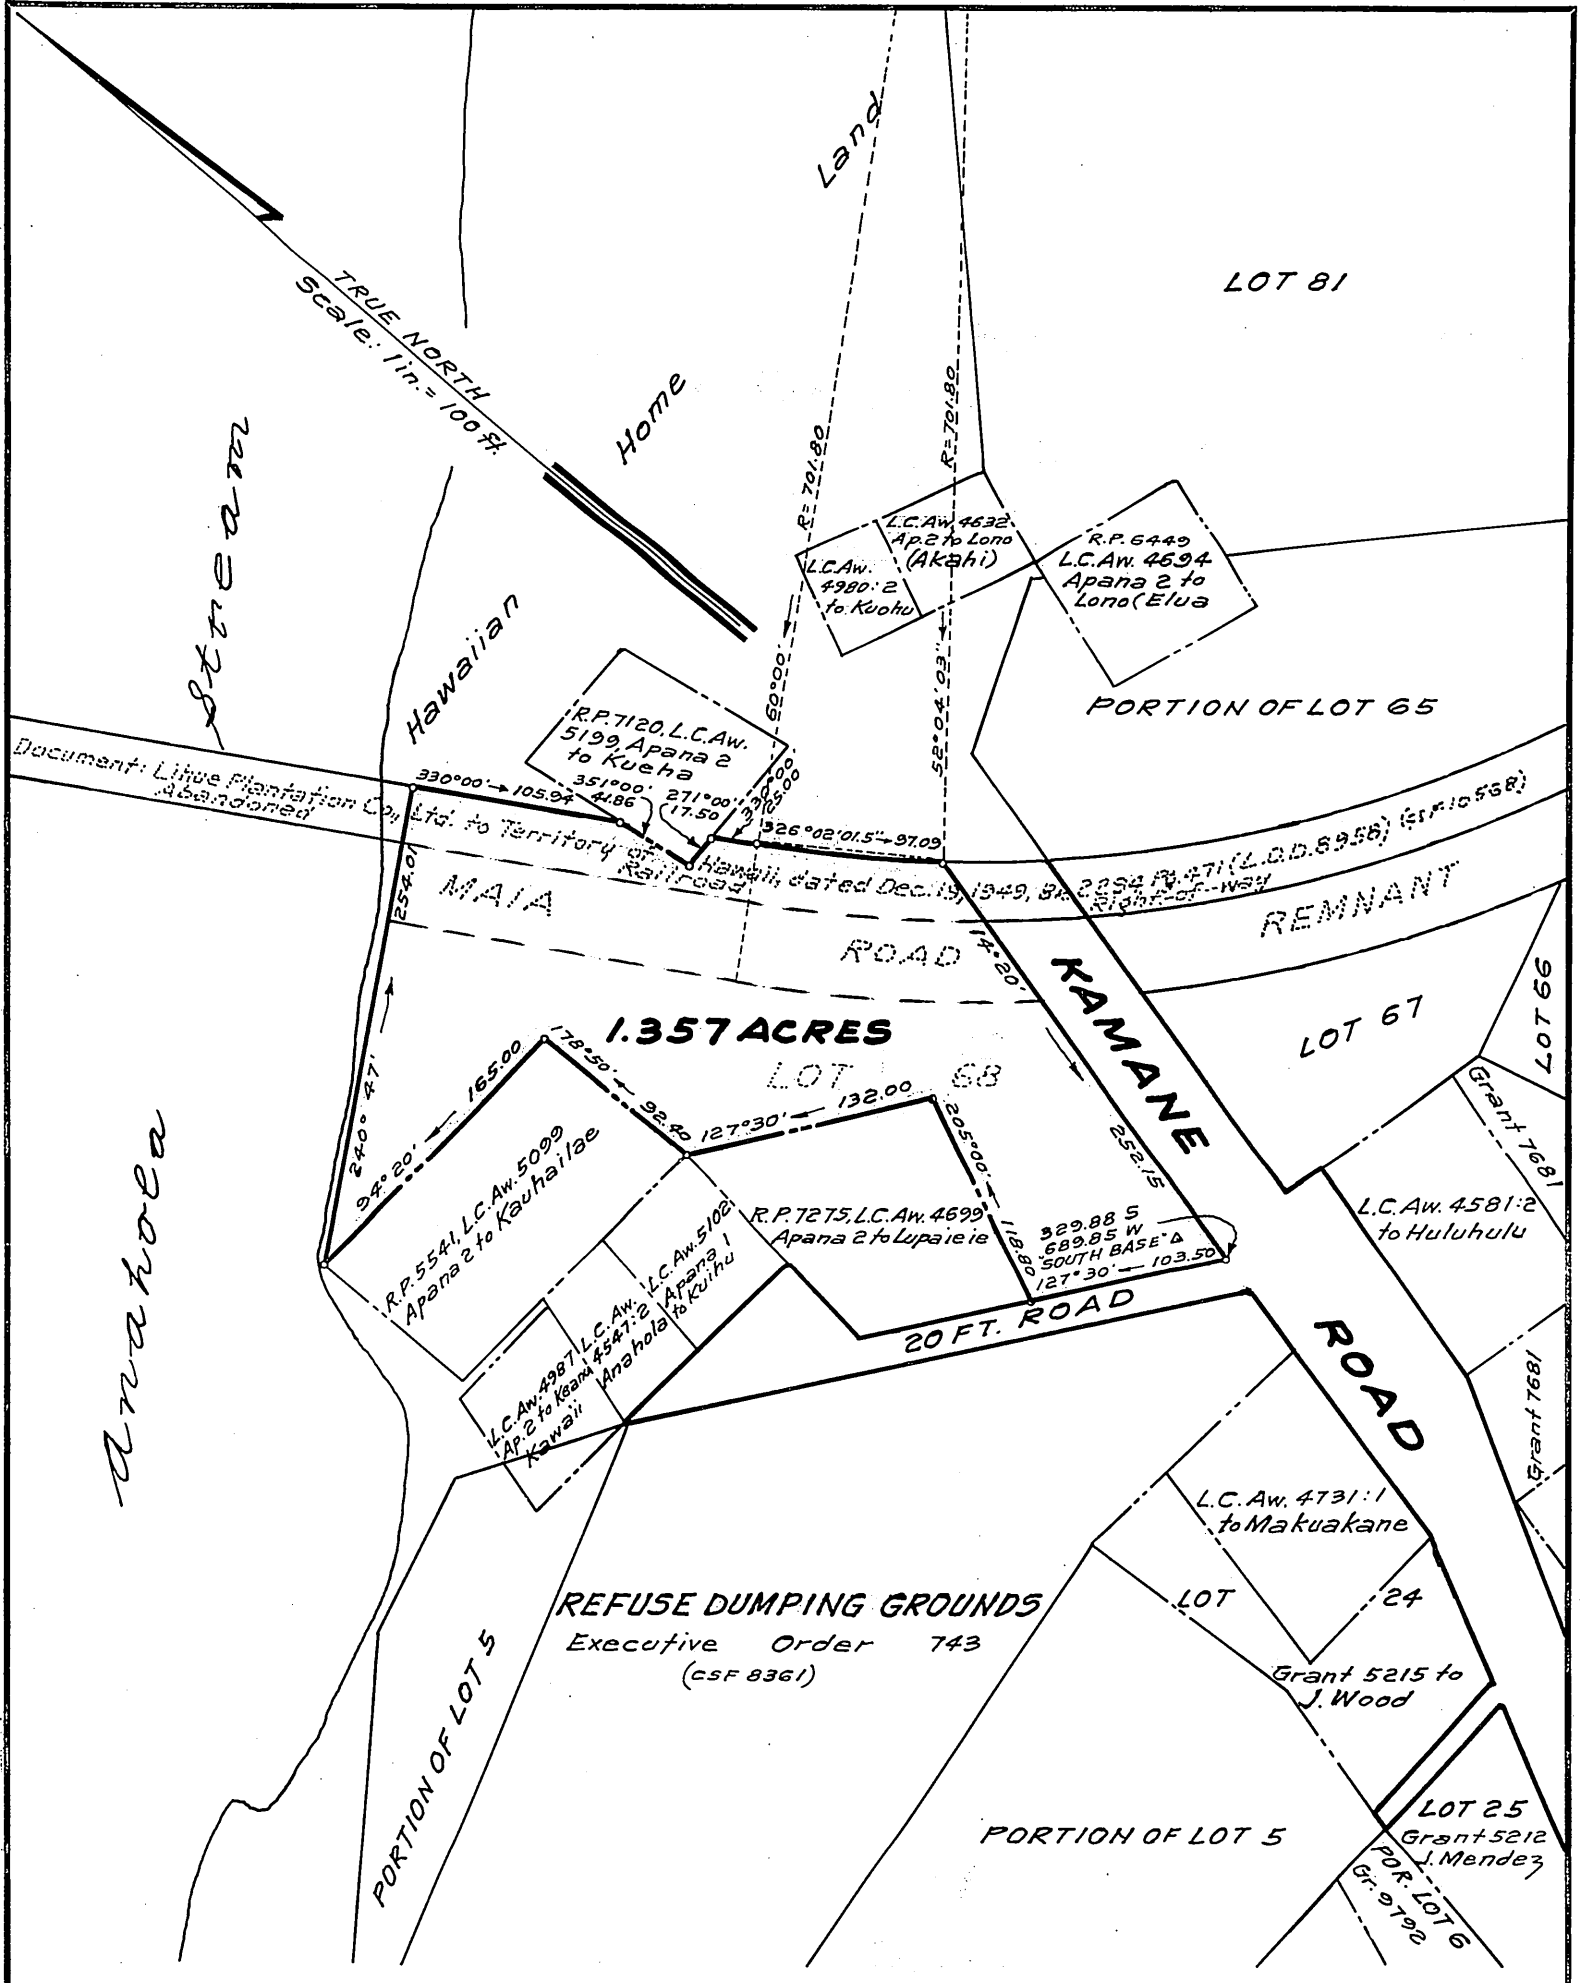 TRUE NORTH
Scale: 1 in. = 100 ft.
Land
Home
Hawaiian
Stream
Anahola
LOT 81
R= 701.80
R= 701.80
L.C.Aw. 4632
Ap. 2 to Lono
(Akahi)
L.C.Aw.
4980:2
to Kuohu
R.P. 6449
L.C.Aw. 4694
Apana 2 to
Lono (Elua
60°00'
52°04'03"
PORTION OF LOT 65
R.P. 7120, L.C.Aw.
5199, Apana 2
to Kueha
330°00' 105.94
351°00'
41.86
271°00'
17.50
330°00'
25.00
326°02'01.5" 97.09
Document: Lihue Plantation Co., Ltd. to Territory of Hawaii, dated Dec. 19, 1949, Bk. 2294 Pg. 471 (L.O.D. 8958) (CSF 10568)
Abandoned Railroad Right-of-way
MAIA ROAD REMNANT
254.01
240° 47'
14°20'
252.15
KAMANE ROAD
1.357 ACRES
LOT 68
LOT 67
LOT 66
Grant 7681
94° 20' 165.00
78°50' 92.40
127°30' 132.00
205°00' 118.80
R.P. 5541, L.C.Aw. 5099
Apana 2 to Kauhailae
L.C.Aw. 5102
Apana 1
to Kuihu
R.P. 7275, L.C.Aw. 4699
Apana 2 to Lupaieie
329.88 S
689.85 W
"SOUTH BASE" Δ
127°30' 103.50
L.C.Aw. 4581:2
to Huluhulu
20 FT. ROAD
L.C.Aw. 4987
Ap. 2 to Keanu
Kawaii
L.C.Aw.
4547:2
Anahola
Grant 7681
L.C.Aw. 4731:1
to Makuakane
LOT 24
Grant 5215 to
J. Wood
REFUSE DUMPING GROUNDS
Executive Order 743
(CSF 8361)
PORTION OF LOT 5
PORTION OF LOT 5
LOT 25
Grant 5212
J. Mendez
POR. LOT 6
Gr. 9792